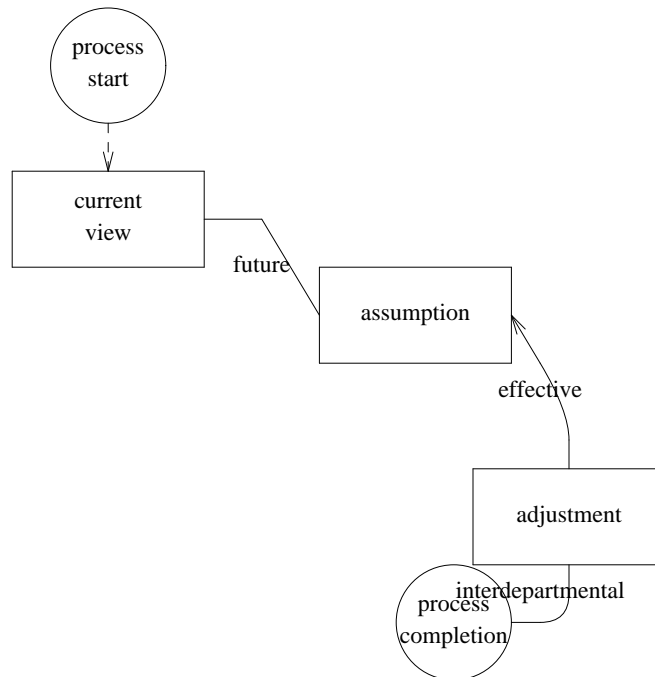 process
start
current
view
future
assumption
effective
adjustment
interdepartmental
process
completion